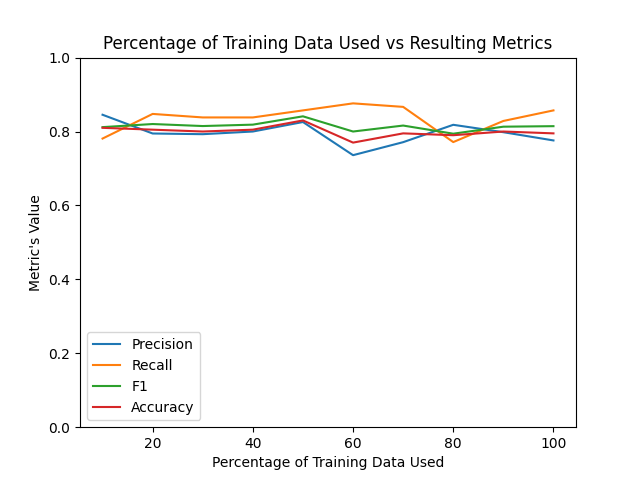 Percentage of Training Data Used vs Resulting Metrics
1.0
0.8
0.6
0.4
0.2
0.0
Metric's Value
Precision
Recall
F1
Accuracy
20 40 60 80 100
Percentage of Training Data Used